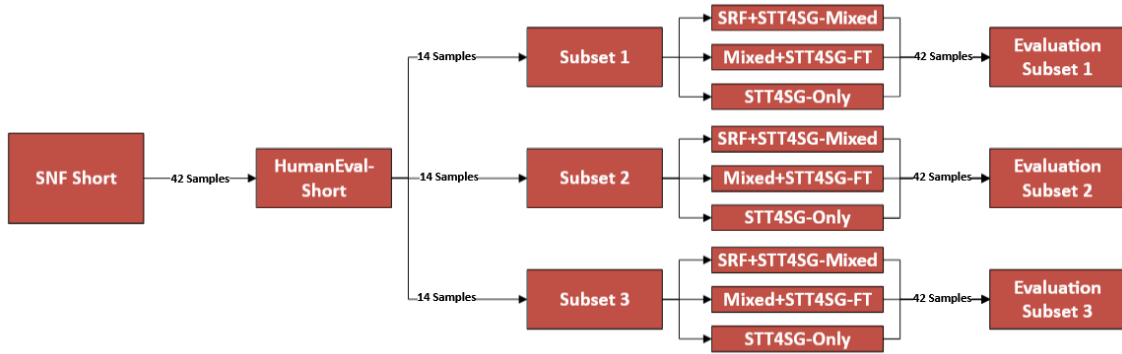 SNF Short
42 Samples
HumanEval-
Short
14 Samples
Subset 1
SRF+STT4SG-Mixed
Mixed+STT4SG-FT
STT4SG-Only
42 Samples
Evaluation
Subset 1
14 Samples
Subset 2
SRF+STT4SG-Mixed
Mixed+STT4SG-FT
STT4SG-Only
42 Samples
Evaluation
Subset 2
14 Samples
Subset 3
SRF+STT4SG-Mixed
Mixed+STT4SG-FT
STT4SG-Only
42 Samples
Evaluation
Subset 3